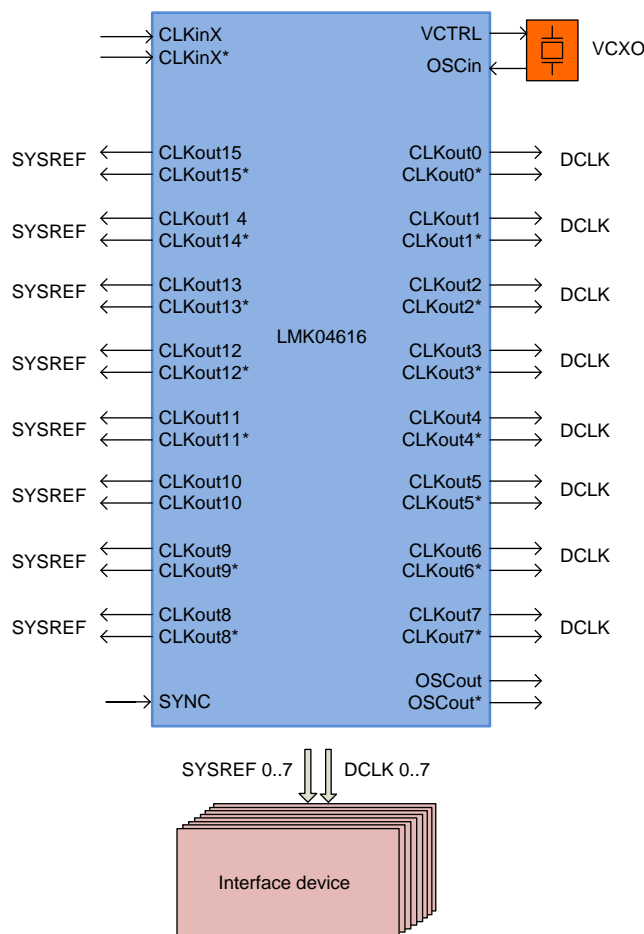 CLKinX
CLKinX*
VCTRL
OSCin
VCXO
SYSREF
CLKout15
CLKout15*
CLKout0
CLKout0*
DCLK
SYSREF
CLKout1 4
CLKout14*
CLKout1
CLKout1*
DCLK
SYSREF
CLKout13
CLKout13*
CLKout2
CLKout2*
DCLK
LMK04616
SYSREF
CLKout12
CLKout12*
CLKout3
CLKout3*
DCLK
SYSREF
CLKout11
CLKout11*
CLKout4
CLKout4*
DCLK
SYSREF
CLKout10
CLKout10
CLKout5
CLKout5*
DCLK
SYSREF
CLKout9
CLKout9*
CLKout6
CLKout6*
DCLK
SYSREF
CLKout8
CLKout8*
CLKout7
CLKout7*
DCLK
SYNC
OSCout
OSCout*
SYSREF 0..7
DCLK 0..7
Interface device